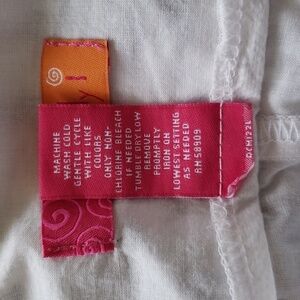 MACHINE
WASH COLD
GENTLE CYCLE
WITH LIKE
COLORS
ONLY NON-
CHLORINE BLEACH
IF NEEDED
TUMBLE DRY LOW
REMOVE
PROMPTLY
IRON ON
LOWEST SETTING
AS NEEDED
RN 58909
DCMI22L